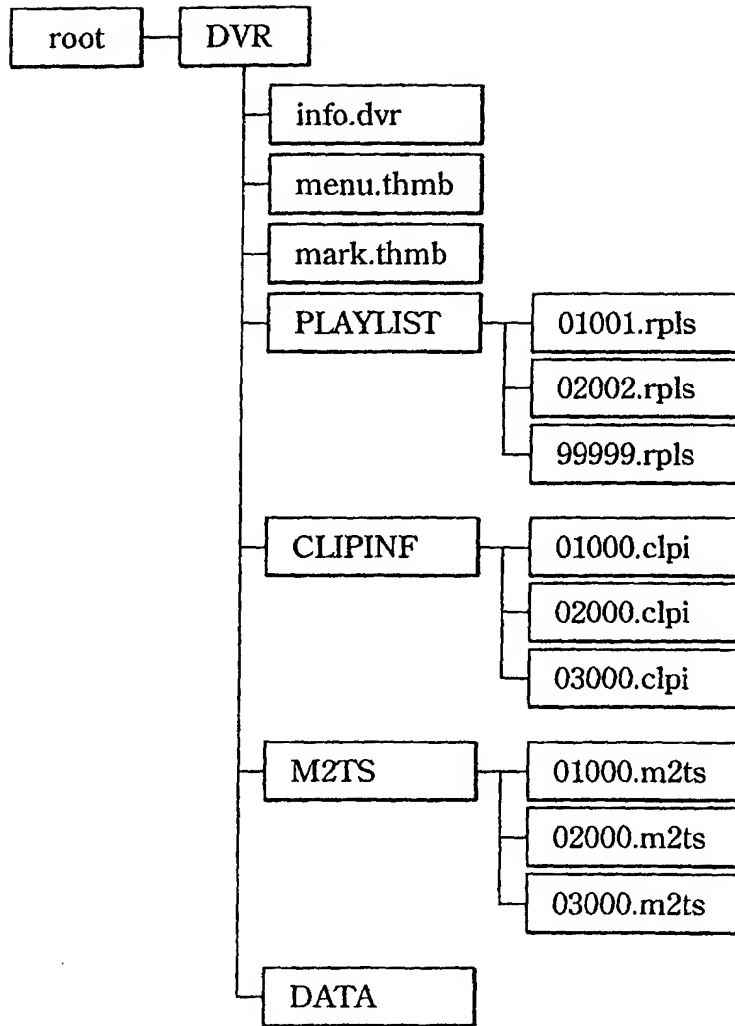 root
DVR
info.dvr
menu.thmb
mark.thmb
PLAYLIST
01001.rpls
02002.rpls
99999.rpls
CLIPINF
01000.clpi
02000.clpi
03000.clpi
M2TS
01000.m2ts
02000.m2ts
03000.m2ts
DATA